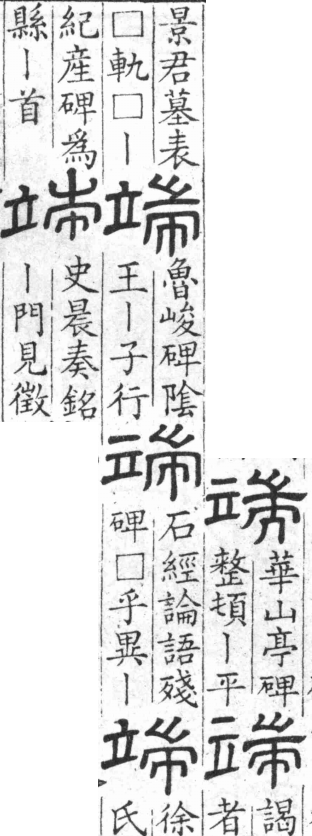 端
華山亭碑
整頓丨平
端
謁
者
景君墓表
□軌□丨
端
魯峻碑陰
王丨子行
端
石經論語殘
碑□乎異丨
端
徐
氏
紀産碑爲
縣丨首
端
史晨奏銘
丨門見徵